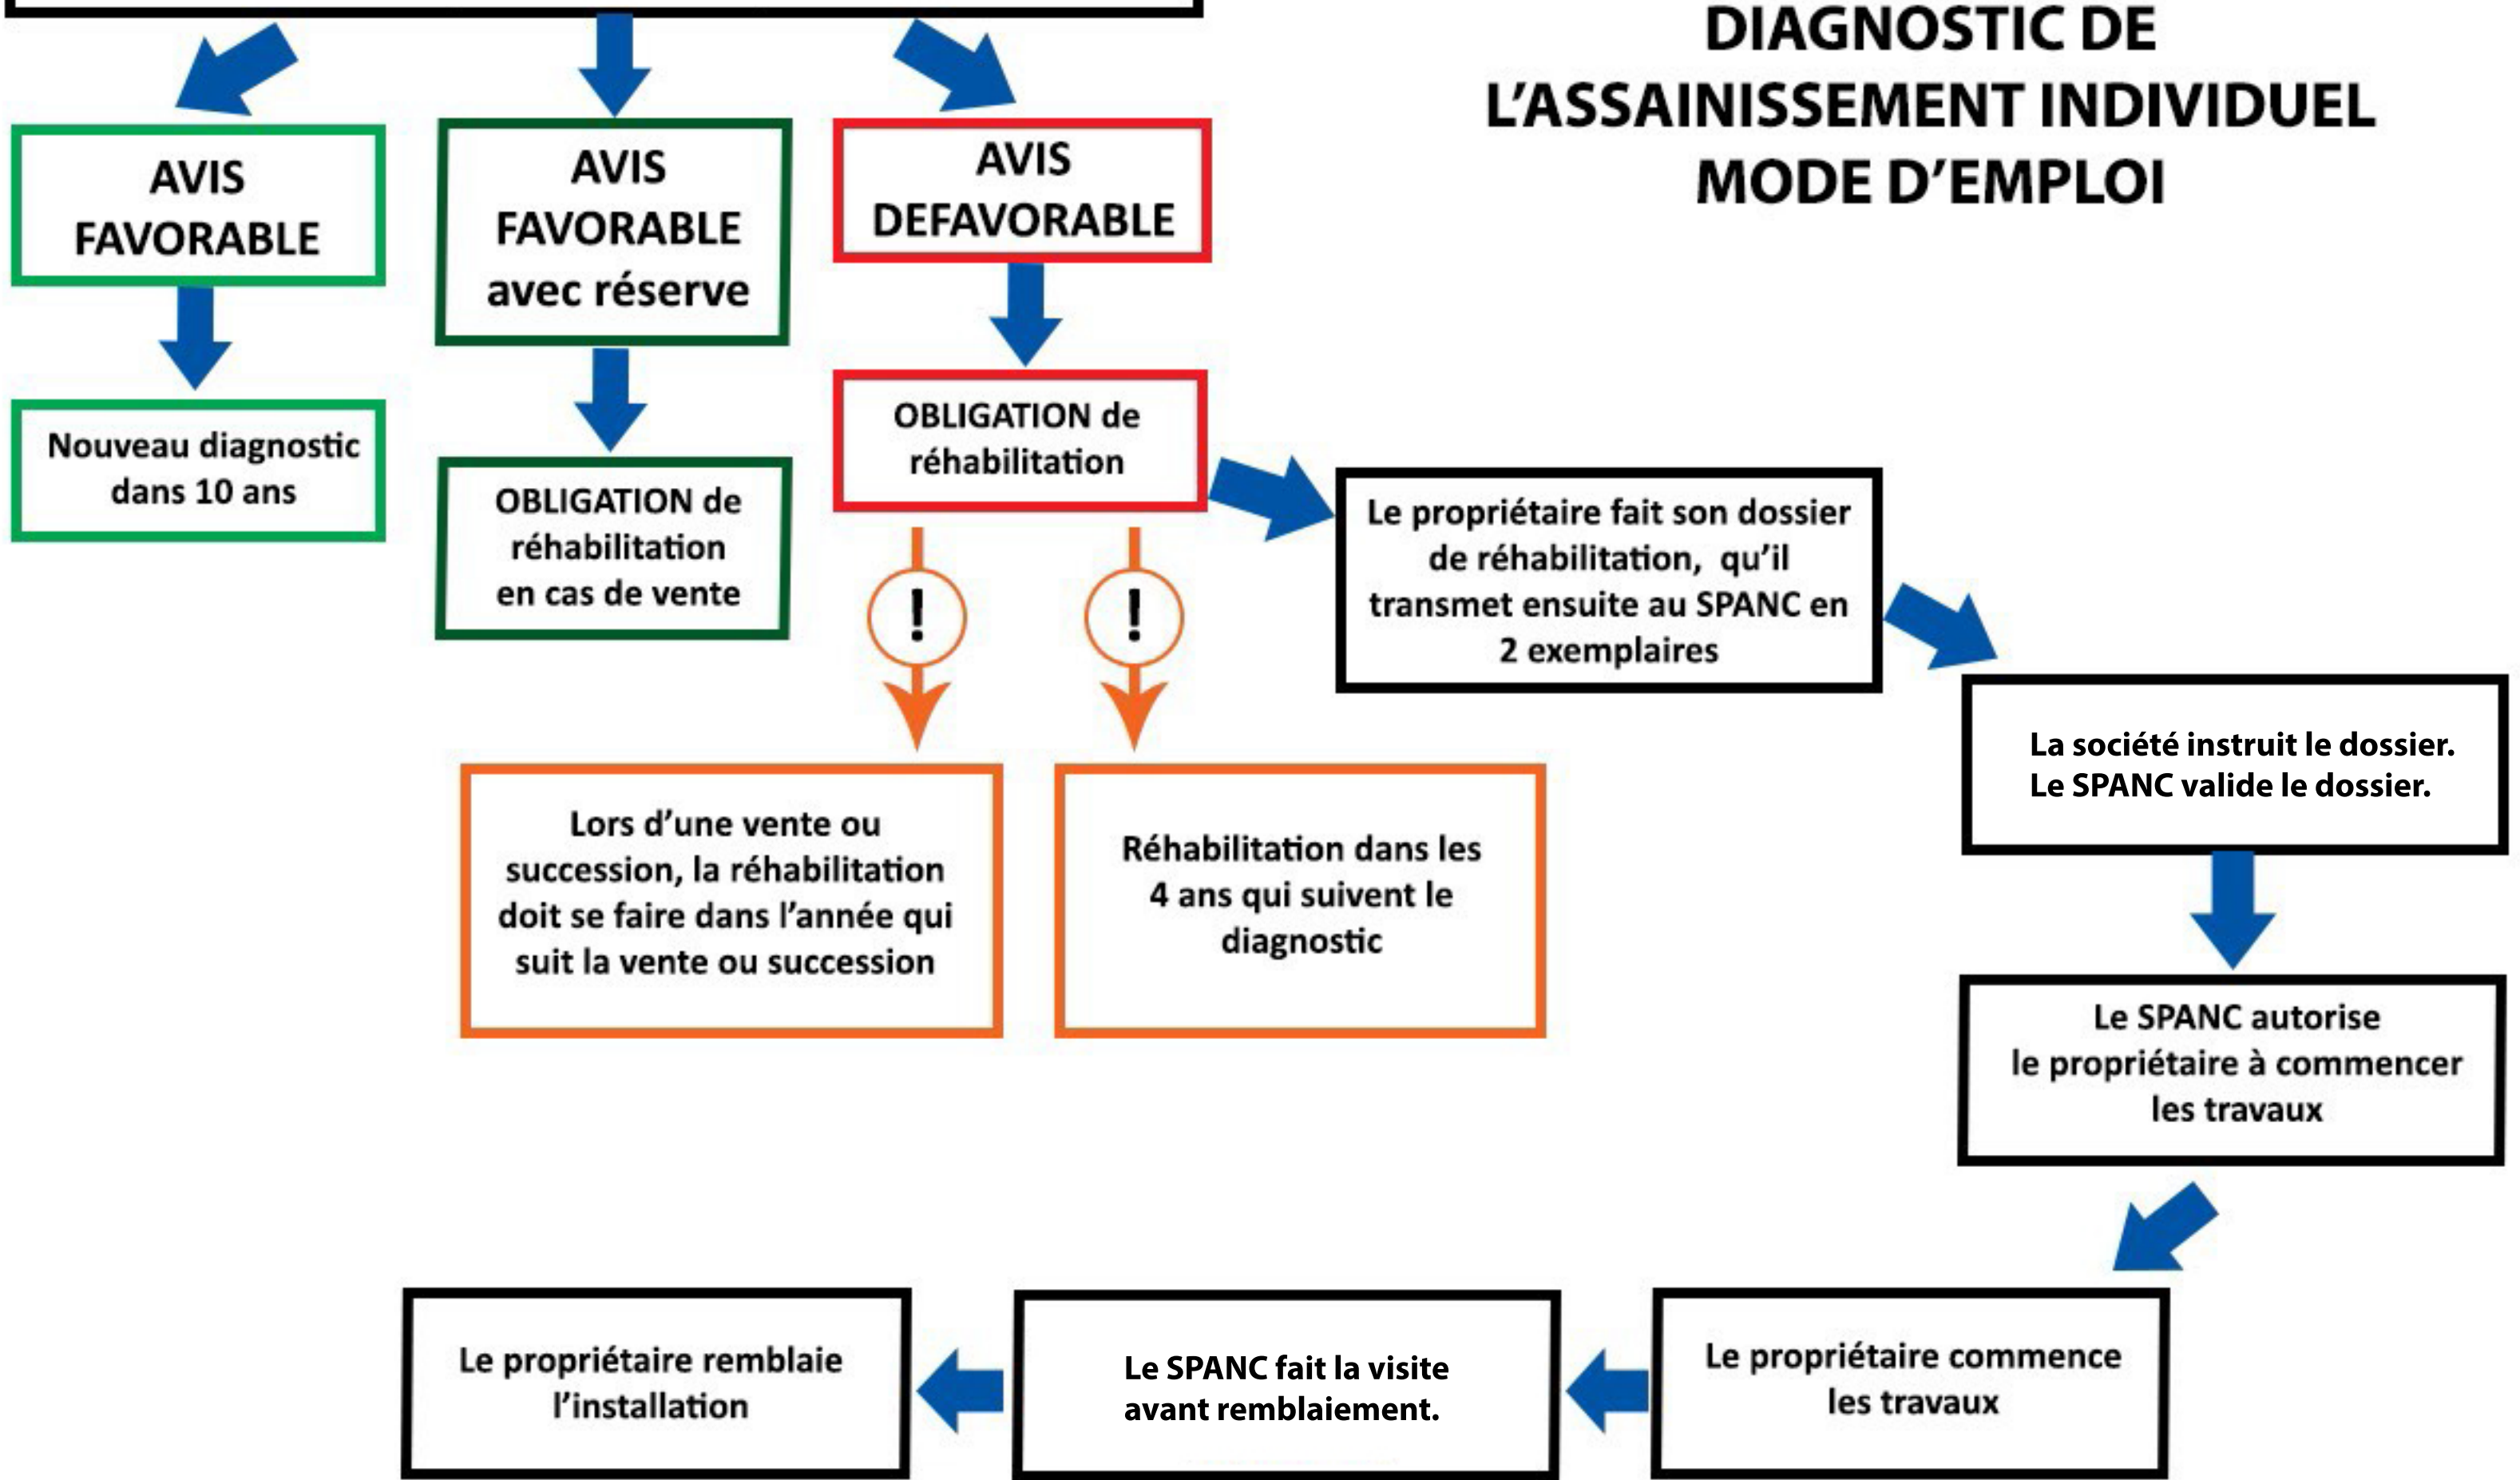 DIAGNOSTIC DE
L’ASSAINISSEMENT INDIVIDUEL
MODE D’EMPLOI
AVIS
FAVORABLE
AVIS
FAVORABLE
avec réserve
AVIS
DEFAVORABLE
Nouveau diagnostic
dans 10 ans
OBLIGATION de
réhabilitation
en cas de vente
OBLIGATION de
réhabilitation
!
!
Lors d’une vente ou
succession, la réhabilitation
doit se faire dans l’année qui
suit la vente ou succession
Réhabilitation dans les
4 ans qui suivent le
diagnostic
Le propriétaire fait son dossier
de réhabilitation, qu’il
transmet ensuite au SPANC en
2 exemplaires
La société instruit le dossier.
Le SPANC valide le dossier.
Le SPANC autorise
le propriétaire à commencer
les travaux
Le propriétaire commence
les travaux
Le SPANC fait la visite
avant remblaiement.
Le propriétaire remblaie
l’installation